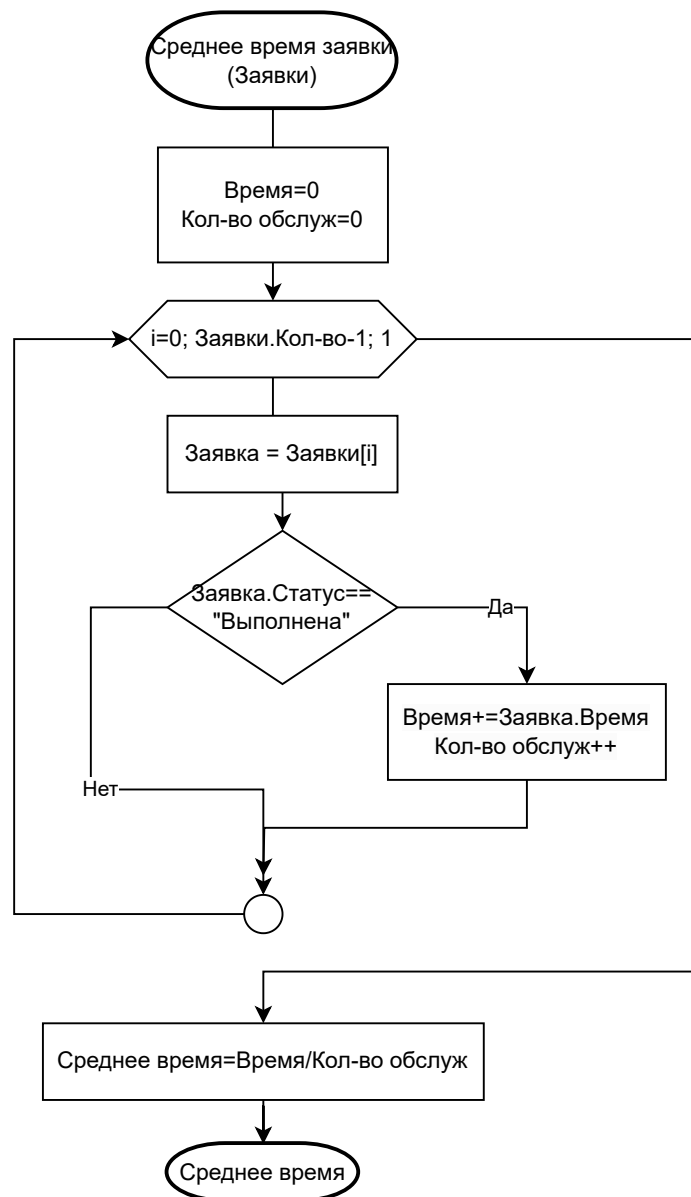 Среднее время заявки
(Заявки)
Время=0
Кол-во обслуж=0
i=0; Заявки.Кол-во-1; 1
Заявка = Заявки[i]
Заявка.Статус==
"Выполнена"
Да
Время+=Заявка.Время
Кол-во обслуж++
Нет
Среднее время=Время/Кол-во обслуж
Среднее время